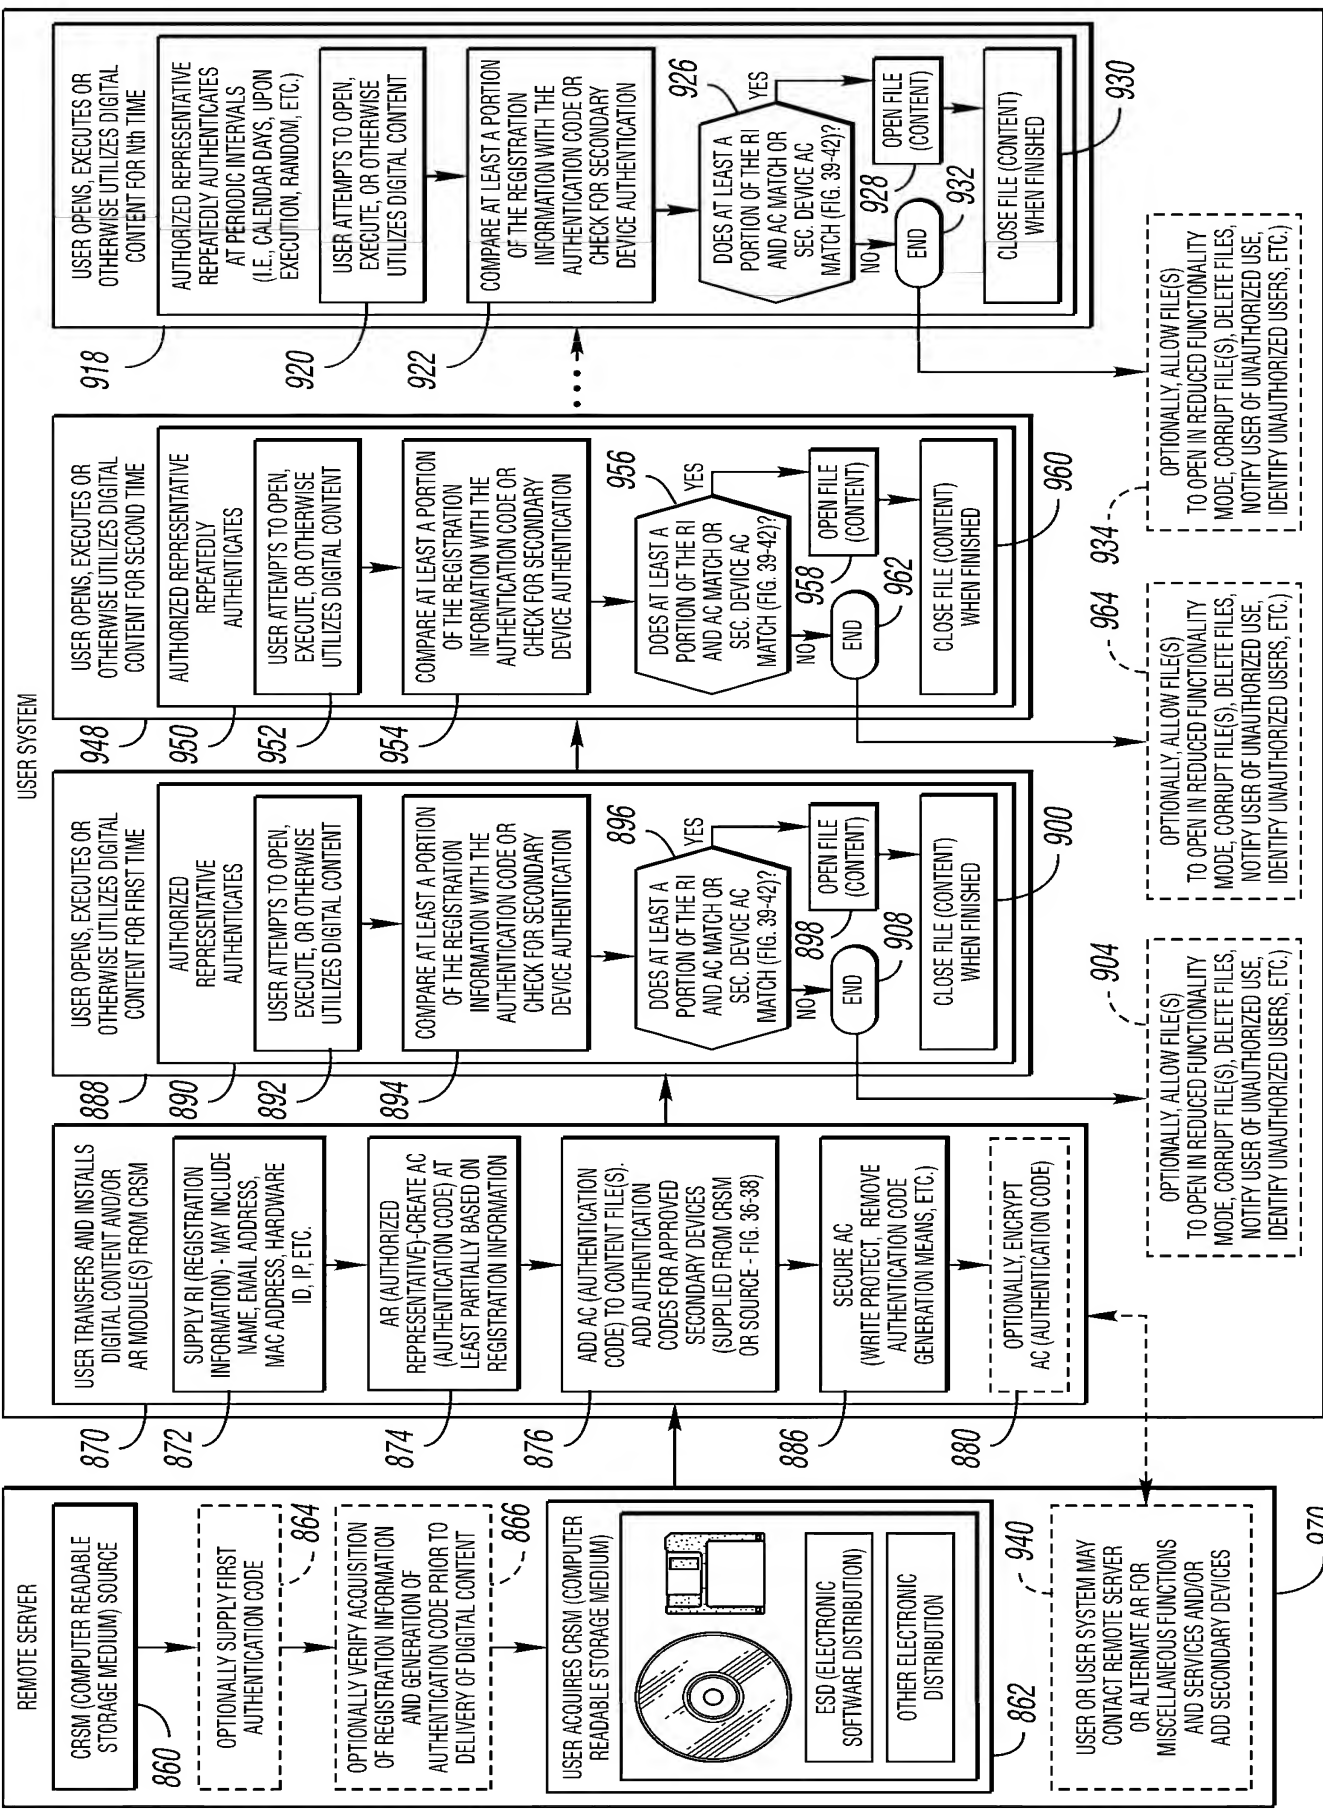 REMOTE SERVER
CRSM (COMPUTER READABLE
STORAGE MEDIUM) SOURCE
860
OPTIONALLY SUPPLY FIRST
AUTHENTICATION CODE
864
OPTIONALLY VERIFY ACQUISITION
OF REGISTRATION INFORMATION
AND GENERATION OF
AUTHENTICATION CODE PRIOR TO
DELIVERY OF DIGITAL CONTENT
866
USER ACQUIRES CRSM (COMPUTER
READABLE STORAGE MEDIUM)
ESD (ELECTRONIC
SOFTWARE DISTRIBUTION)
OTHER ELECTRONIC
DISTRIBUTION
862
USER OR USER SYSTEM MAY
CONTACT REMOTE SERVER
OR ALTERNATE AR FOR
MISCELLANEOUS FUNCTIONS
AND SERVICES AND/OR
ADD SECONDARY DEVICES
940
970
USER SYSTEM
USER TRANSFERS AND INSTALLS
DIGITAL CONTENT AND/OR
AR MODULE(S) FROM CRSM
870
SUPPLY RI (REGISTRATION
INFORMATION) - MAY INCLUDE
NAME, EMAIL ADDRESS,
MAC ADDRESS, HARDWARE
ID, IP, ETC.
872
AR (AUTHORIZED
REPRESENTATIVE)-CREATE AC
(AUTHENTICATION CODE) AT
LEAST PARTIALLY BASED ON
REGISTRATION INFORMATION
874
ADD AC (AUTHENTICATION
CODE) TO CONTENT FILE(S).
ADD AUTHENTICATION
CODES FOR APPROVED
SECONDARY DEVICES
(SUPPLIED FROM CRSM
OR SOURCE - FIG. 36-38)
876
SECURE AC
(WRITE PROTECT, REMOVE
AUTHENTICATION CODE
GENERATION MEANS, ETC.)
886
OPTIONALLY, ENCRYPT
AC (AUTHENTICATION CODE)
880
USER OPENS, EXECUTES OR
OTHERWISE UTILIZES DIGITAL
CONTENT FOR FIRST TIME
888
AUTHORIZED
REPRESENTATIVE
AUTHENTICATES
890
USER ATTEMPTS TO OPEN,
EXECUTE, OR OTHERWISE
UTILIZES DIGITAL CONTENT
892
COMPARE AT LEAST A PORTION
OF THE REGISTRATION
INFORMATION WITH THE
AUTHENTICATION CODE OR
CHECK FOR SECONDARY
DEVICE AUTHENTICATION
894
DOES AT LEAST A
PORTION OF THE RI
AND AC MATCH OR
SEC. DEVICE AC
MATCH (FIG. 39-42)?
896
YES
NO
OPEN FILE
(CONTENT)
898
END
908
CLOSE FILE (CONTENT)
WHEN FINISHED
900
OPTIONALLY, ALLOW FILE(S)
TO OPEN IN REDUCED FUNCTIONALITY
MODE, CORRUPT FILE(S), DELETE FILES,
NOTIFY USER OF UNAUTHORIZED USE,
IDENTIFY UNAUTHORIZED USERS, ETC.)
904
USER OPENS, EXECUTES OR
OTHERWISE UTILIZES DIGITAL
CONTENT FOR SECOND TIME
948
AUTHORIZED REPRESENTATIVE
REPEATEDLY
AUTHENTICATES
950
USER ATTEMPTS TO OPEN,
EXECUTE, OR OTHERWISE
UTILIZES DIGITAL CONTENT
952
COMPARE AT LEAST A PORTION
OF THE REGISTRATION
INFORMATION WITH THE
AUTHENTICATION CODE OR
CHECK FOR SECONDARY
DEVICE AUTHENTICATION
954
DOES AT LEAST A
PORTION OF THE RI
AND AC MATCH OR
SEC. DEVICE AC
MATCH (FIG. 39-42)?
956
YES
NO
OPEN FILE
(CONTENT)
958
END
962
CLOSE FILE (CONTENT)
WHEN FINISHED
960
OPTIONALLY, ALLOW FILE(S)
TO OPEN IN REDUCED FUNCTIONALITY
MODE, CORRUPT FILE(S), DELETE FILES,
NOTIFY USER OF UNAUTHORIZED USE,
IDENTIFY UNAUTHORIZED USERS, ETC.)
964
USER OPENS, EXECUTES OR
OTHERWISE UTILIZES DIGITAL
CONTENT FOR Nth TIME
918
AUTHORIZED REPRESENTATIVE
REPEATEDLY AUTHENTICATES
AT PERIODIC INTERVALS
(I.E., CALENDAR DAYS, UPON
EXECUTION, RANDOM, ETC.)
USER ATTEMPTS TO OPEN,
EXECUTE, OR OTHERWISE
UTILIZES DIGITAL CONTENT
920
COMPARE AT LEAST A PORTION
OF THE REGISTRATION
INFORMATION WITH THE
AUTHENTICATION CODE OR
CHECK FOR SECONDARY
DEVICE AUTHENTICATION
922
DOES AT LEAST A
PORTION OF THE RI
AND AC MATCH OR
SEC. DEVICE AC
MATCH (FIG. 39-42)?
926
YES
NO
OPEN FILE
(CONTENT)
928
END
932
CLOSE FILE (CONTENT)
WHEN FINISHED
930
OPTIONALLY, ALLOW FILE(S)
TO OPEN IN REDUCED FUNCTIONALITY
MODE, CORRUPT FILE(S), DELETE FILES,
NOTIFY USER OF UNAUTHORIZED USE,
IDENTIFY UNAUTHORIZED USERS, ETC.)
934